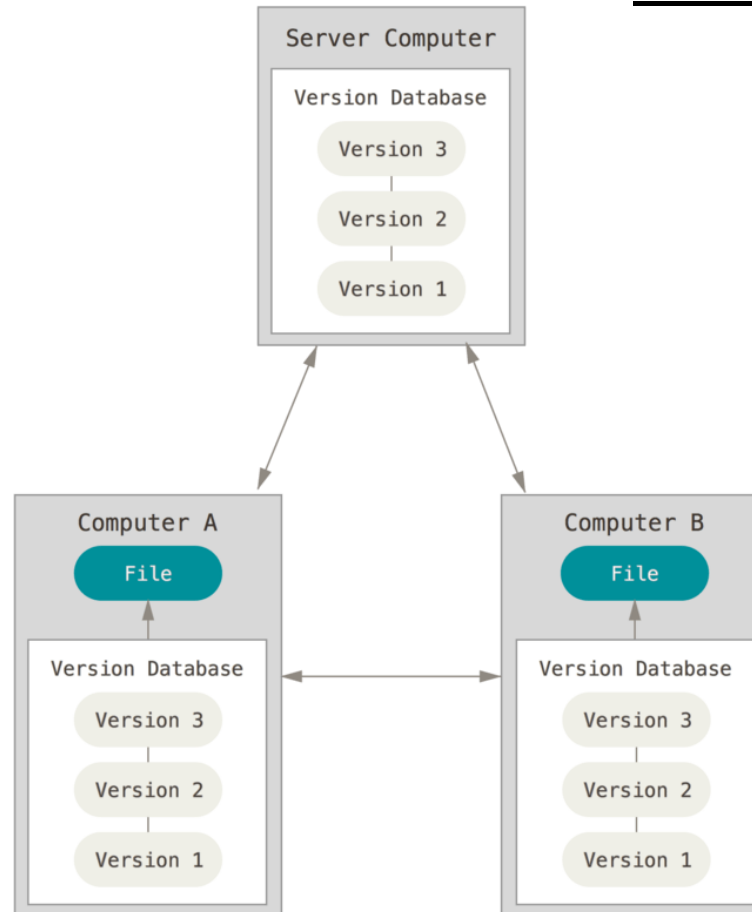 Server Computer
Version Database
Version 3
Version 2
Version 1
Computer A
File
Version Database
Version 3
Version 2
Version 1
Computer B
File
Version Database
Version 3
Version 2
Version 1